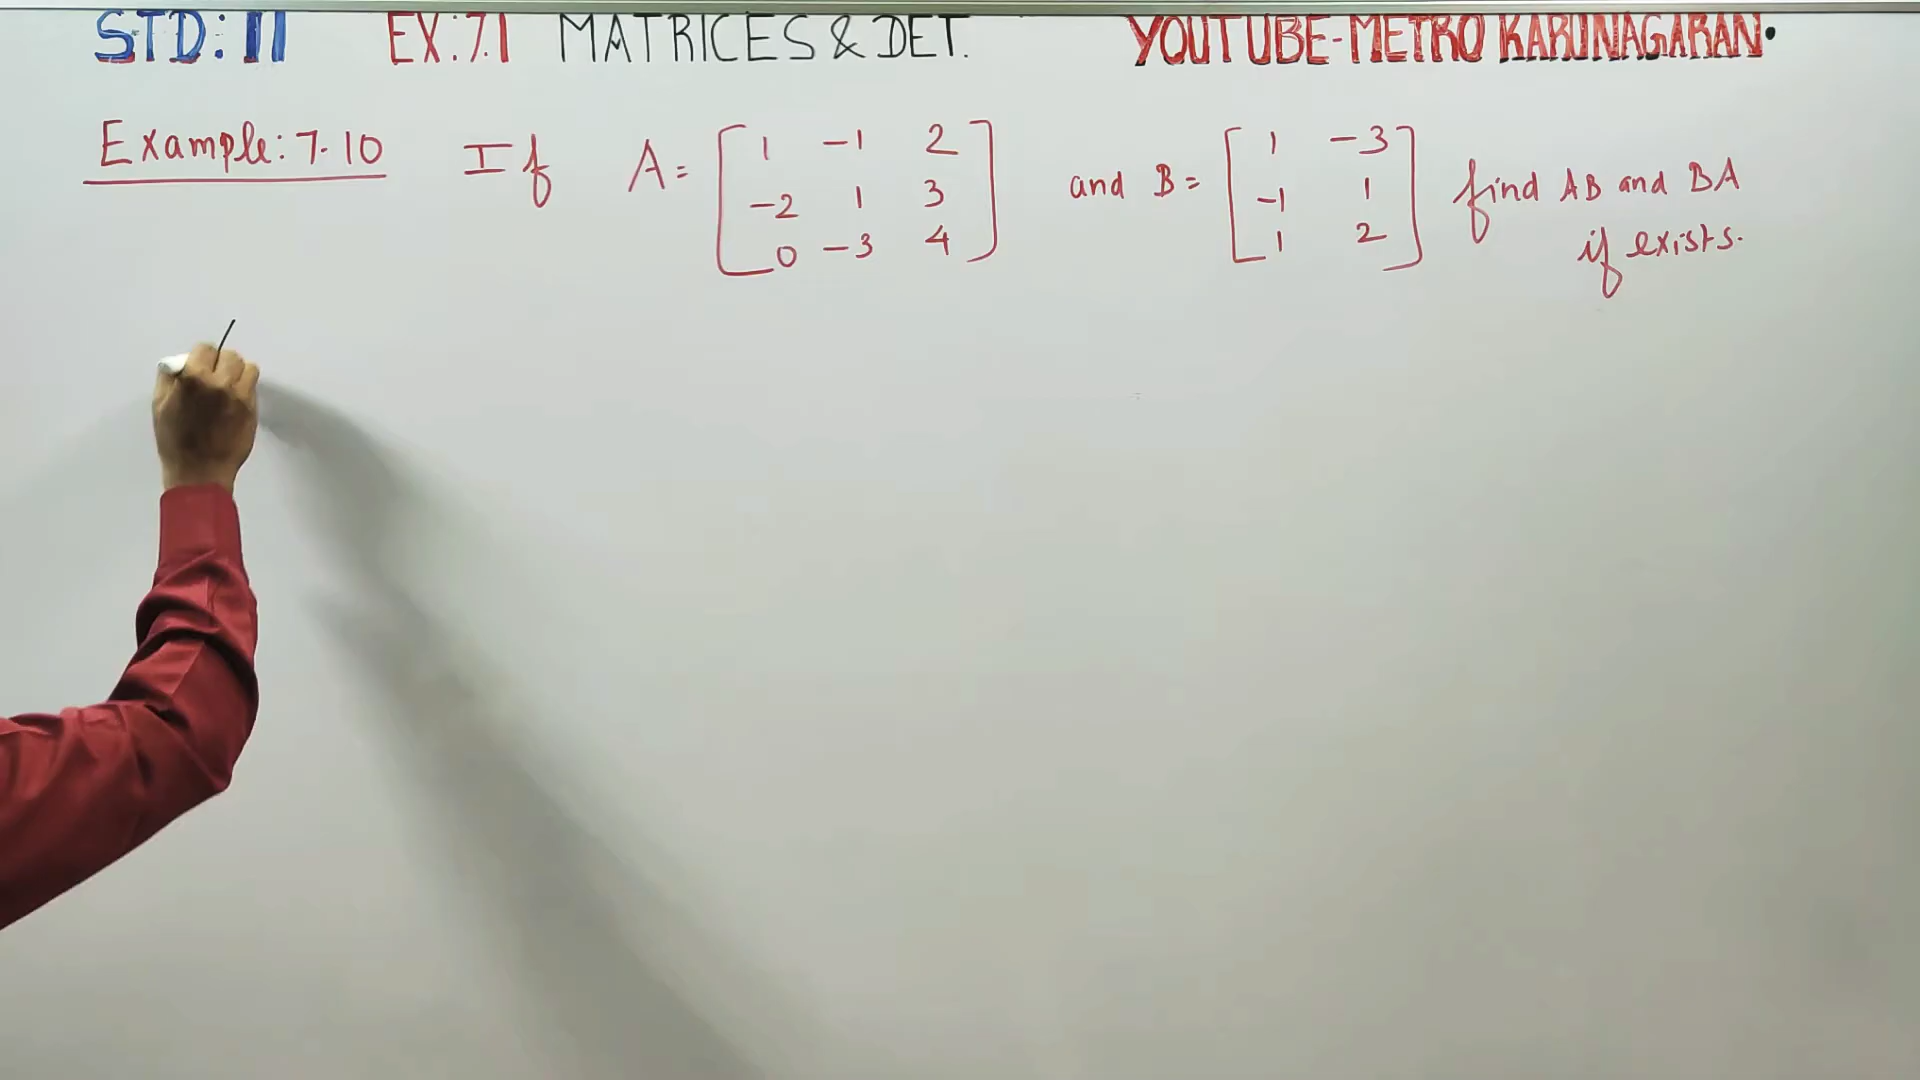 STD: 11 EX: 7.1 MATRICES & DET. YOUTUBE-METRO KARUNAGARAN.
Example: 7.10 If A = [ 1 -1 2
-2 1 3
0 -3 4 ] and B = [ 1 -3
-1 1
1 2 ] find AB and BA
if exists.